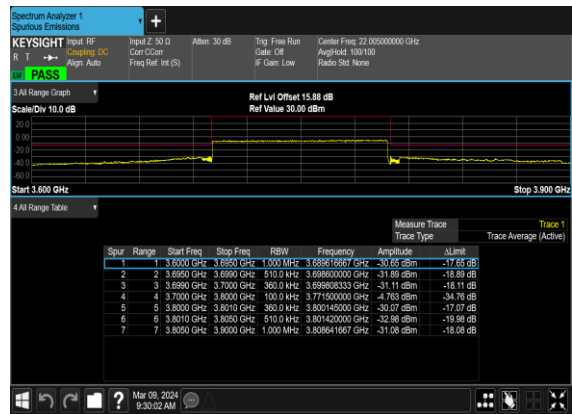 Spectrum Analyzer 1
Spurious Emissions
KEYSIGHT Input: RF Input Z: 50 Ω Atten: 30 dB Trig: Free Run Center Freq: 22.005000000 GHz
R T Coupling: DC Corr CCorr Gate: Off Avg|Hold: 100/100
Align: Auto Freq Ref: Int (S) IF Gain: Low Radio Std: None
PASS
3 All Range Graph
Ref Lvl Offset 15.88 dB
Scale/Div 10.0 dB Ref Value 30.00 dBm
20.0
0.00
-20.0
-40.0
-60.0
Start 3.600 GHz Stop 3.900 GHz
4 All Range Table
Measure Trace Trace 1
Trace Type Trace Average (Active)
Spur Range Start Freq Stop Freq RBW Frequency Amplitude ΔLimit
1 1 3.6000 GHz 3.6950 GHz 1.000 MHz 3.689616667 GHz -30.65 dBm -17.65 dB
2 2 3.6950 GHz 3.6990 GHz 510.0 kHz 3.698600000 GHz -31.89 dBm -18.89 dB
3 3 3.6990 GHz 3.7000 GHz 360.0 kHz 3.699808333 GHz -31.11 dBm -18.11 dB
4 4 3.7000 GHz 3.8000 GHz 100.0 kHz 3.771500000 GHz -4.763 dBm -34.76 dB
5 5 3.8000 GHz 3.8010 GHz 360.0 kHz 3.800145000 GHz -30.07 dBm -17.07 dB
6 6 3.8010 GHz 3.8050 GHz 510.0 kHz 3.801420000 GHz -32.98 dBm -19.98 dB
7 7 3.8050 GHz 3.9000 GHz 1.000 MHz 3.808641667 GHz -31.08 dBm -18.08 dB
? Mar 09, 2024
9:30:02 AM